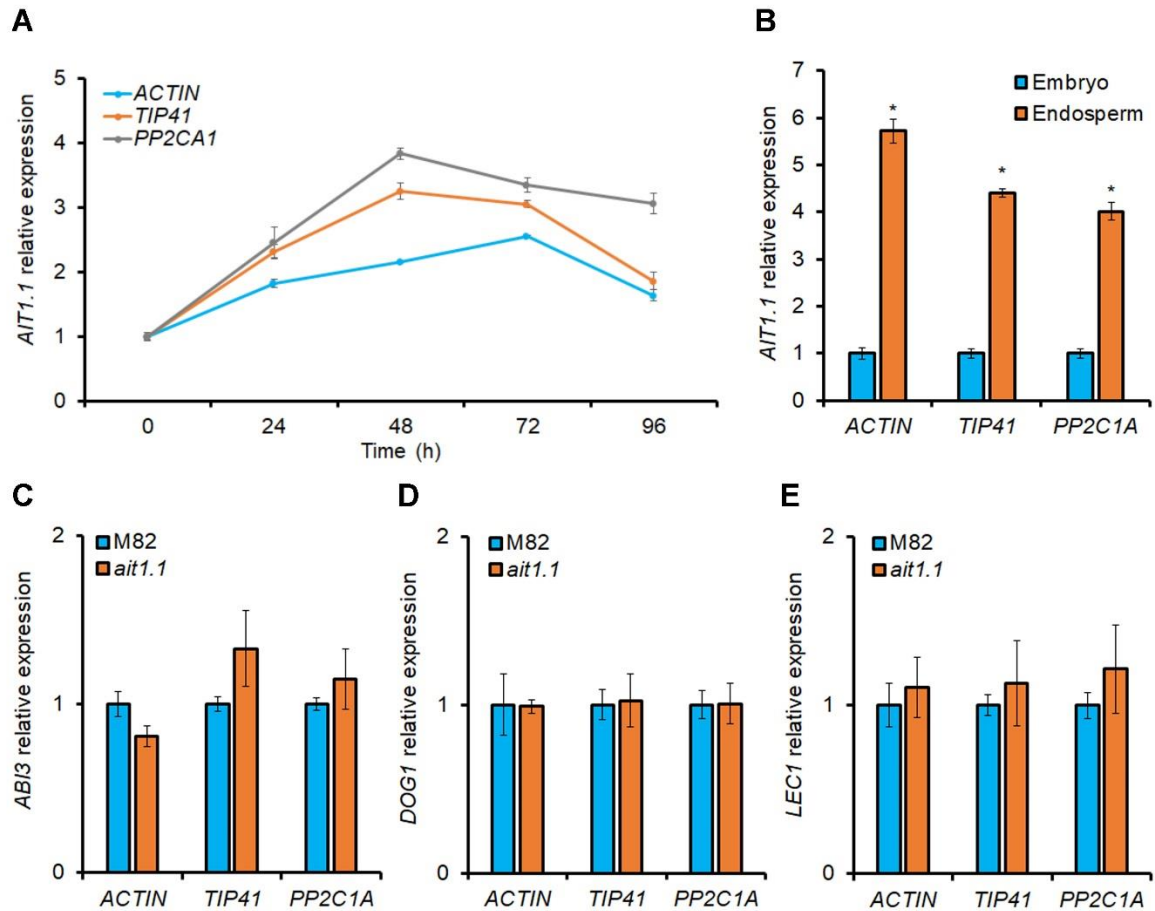 A
AIT1.1 relative expression
5
4
3
2
1
0
ACTIN
TIP41
PP2CA1
0 24 48 72 96
Time (h)
B
AIT1.1 relative expression
7
6
5
4
3
2
1
0
Embryo
Endosperm
* * *
ACTIN TIP41 PP2C1A
C
ABI3 relative expression
2
1
0
M82
ait1.1
ACTIN TIP41 PP2C1A
D
DOG1 relative expression
2
1
0
M82
ait1.1
ACTIN TIP41 PP2C1A
E
LEC1 relative expression
2
1
0
M82
ait1.1
ACTIN TIP41 PP2C1A